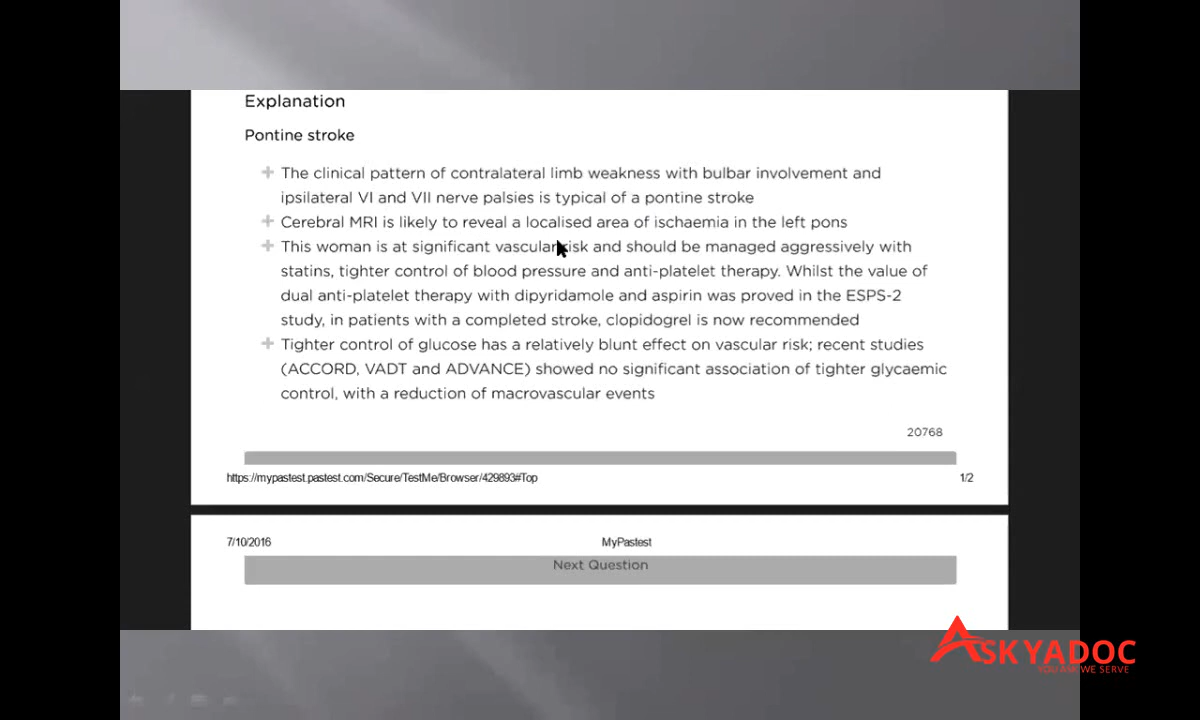 Explanation
Pontine stroke
The clinical pattern of contralateral limb weakness with bulbar involvement and
ipsilateral VI and VII nerve palsies is typical of a pontine stroke
Cerebral MRI is likely to reveal a localised area of ischaemia in the left pons
This woman is at significant vascular risk and should be managed aggressively with
statins, tighter control of blood pressure and anti-platelet therapy. Whilst the value of
dual anti-platelet therapy with dipyridamole and aspirin was proved in the ESPS-2
study, in patients with a completed stroke, clopidogrel is now recommended
Tighter control of glucose has a relatively blunt effect on vascular risk; recent studies
(ACCORD, VADT and ADVANCE) showed no significant association of tighter glycaemic
control, with a reduction of macrovascular events
20768
https://mypastest.pastest.com/Secure/TestMe/Browser/429893#Top 1/2
7/10/2016 MyPastest
Next Question
ASKYADOC
YOU ASK WE SERVE